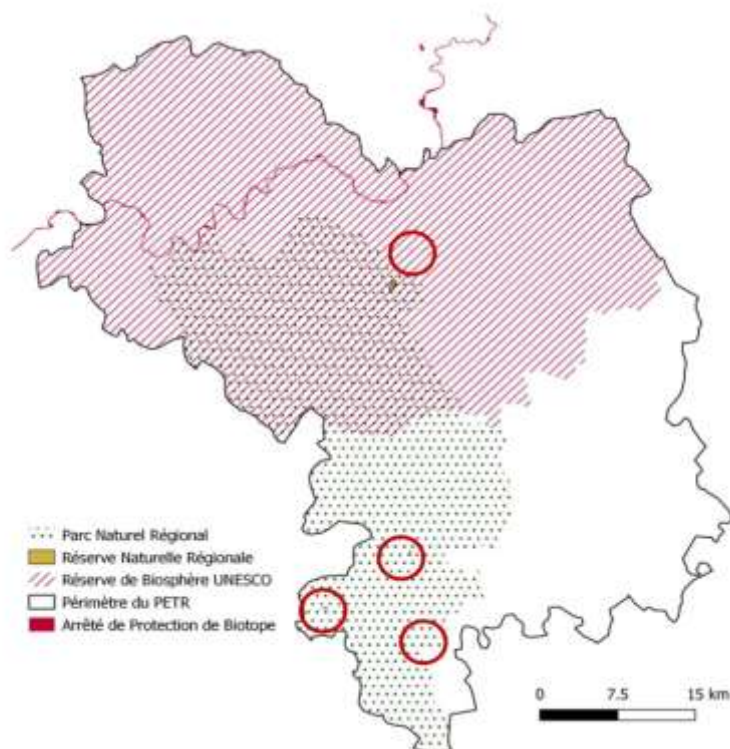 Parc Naturel Régional
Réserve Naturelle Régionale
Réserve de Biosphère UNESCO
Périmètre du PETR
Arrêté de Protection de Biotope
0 7.5 15 km